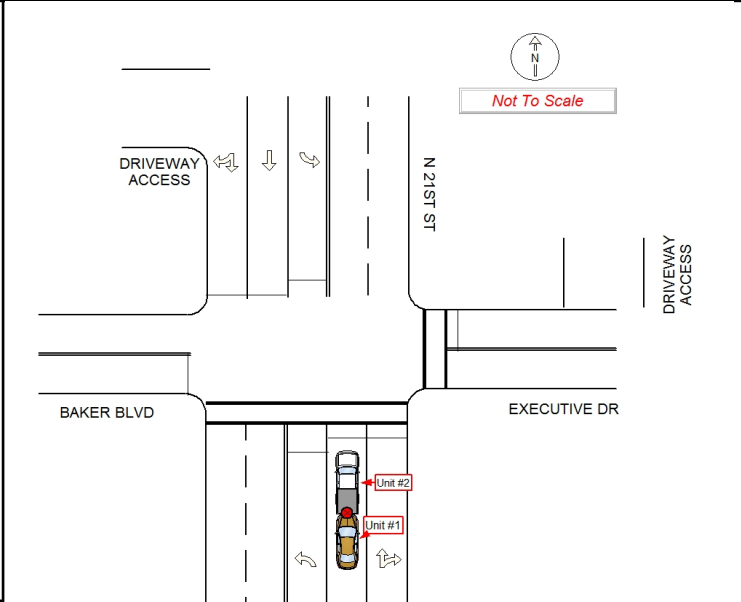 N
Not To Scale
DRIVEWAY
ACCESS
N 21ST ST
DRIVEWAY
ACCESS
BAKER BLVD
EXECUTIVE DR
Unit #2
Unit #1